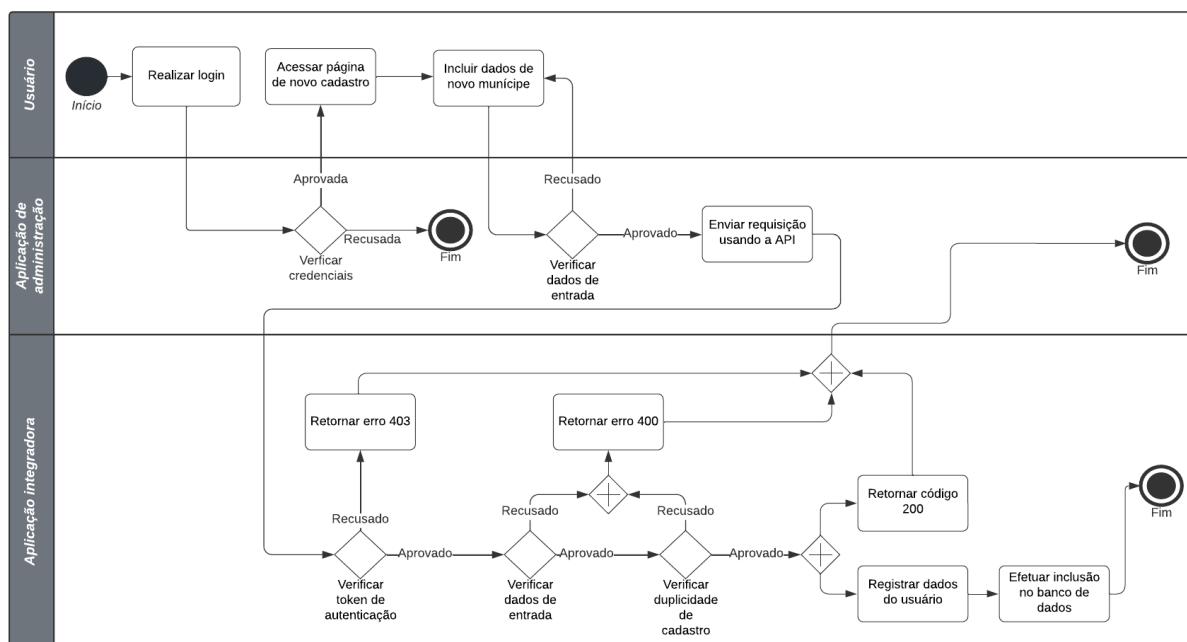 Usuário
Início
Realizar login
Acessar página
de novo cadastro
Incluir dados de
novo munícipe
Aplicação de
administração
Aprovada
Recusada
Verficar
credenciais
Fim
Recusado
Aprovado
Verificar
dados de
entrada
Enviar requisição
usando a API
Fim
Aplicação integradora
Retornar erro 403
Retornar erro 400
Recusado
Aprovado
Verificar
token de
autenticação
Recusado
Aprovado
Verificar
dados de
entrada
Recusado
Aprovado
Verificar
duplicidade
de
cadastro
Retornar código
200
Registrar dados
do usuário
Efetuar inclusão
no banco de
dados
Fim